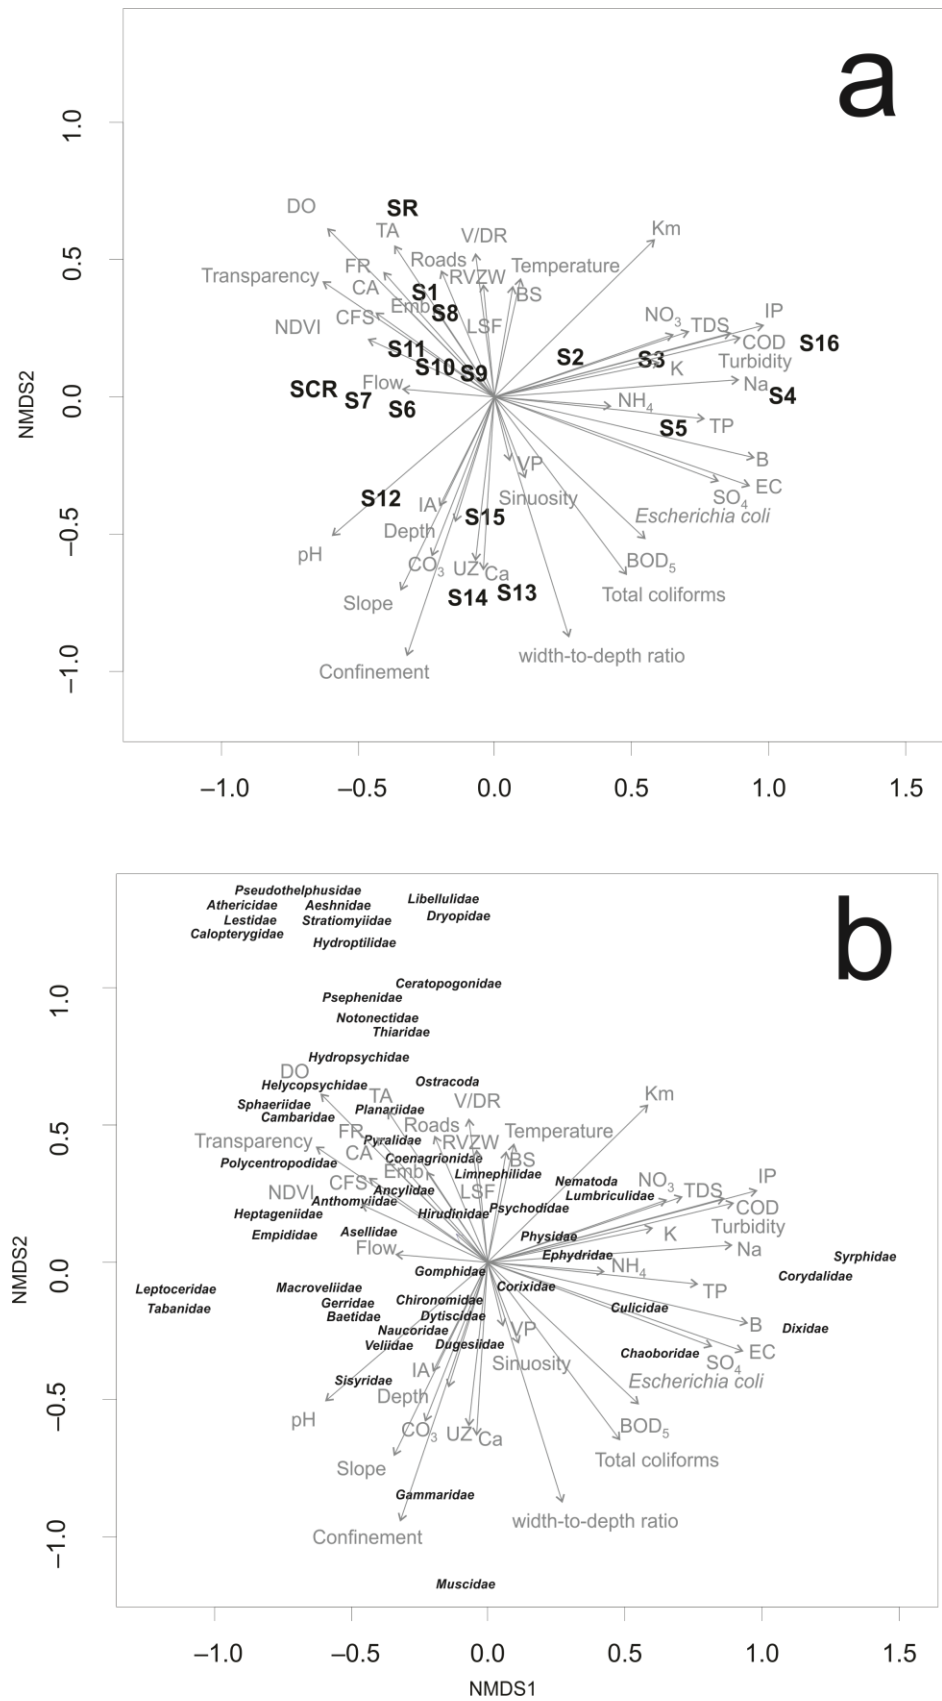 a
1.0
SR
DO
TA
V/DR
Km
0.5
Transparency
FR
Roads
RVZW
Temperature
CA
S1
BS
Emb
S8
LSF
NO3
TDS
IP
NDVI
CFS
COD
S16
S11
S2
S3
Turbidity
S10
S9
K
NMDS2
0.0
SCR
Flow
Na
S4
S7
S6
NH4
TP
S5
VP
B
S12
IA
Sinuosity
EC
SO4
–0.5
Depth
S15
Escherichia coli
pH
CO3
UZ
Ca
BOD5
Slope
S14
S13
Total coliforms
–1.0
Confinement
width-to-depth ratio
–1.0
–0.5
0.0
0.5
1.0
1.5
b
Pseudothelphusidae
Athericidae
Aeshnidae
Libellulidae
Lestidae
Stratiomyiidae
Dryopidae
Calopterygidae
Hydroptilidae
1.0
Ceratopogonidae
Psephenidae
Notonectidae
Thiaridae
Hydropsychidae
DO
Helycopsychidae
Ostracoda
TA
V/DR
Km
Sphaeriidae
Planariidae
Cambaridae
0.5
Transparency
FR
Roads
Temperature
Pyralidae
RVZW
CA
Coenagrionidae
BS
Polycentropodidae
Emb
Limnephilidae
CFS
Nematoda
NO3
TDS
IP
NDVI
Ancylidae
LSF
Lumbriculidae
Anthomyiidae
Psychodidae
COD
Heptageniidae
Hirudinidae
Turbidity
Empididae
Asellidae
Physidae
K
NMDS2
0.0
Flow
Ephydridae
Na
Syrphidae
Gomphidae
NH4
Corydalidae
Leptoceridae
Macroveliidae
Corixidae
TP
Tabanidae
Gerridae
Chironomidae
Culicidae
Baetidae
Dytiscidae
B
Dixidae
Naucoridae
VP
Veliidae
Dugesiidae
Chaoboridae
EC
IA
Sinuosity
SO4
Sisyridae
Escherichia coli
–0.5
Depth
pH
CO3
UZ
Ca
BOD5
Slope
Total coliforms
Gammaridae
–1.0
Confinement
width-to-depth ratio
Muscidae
–1.0
–0.5
0.0
0.5
1.0
1.5
NMDS1